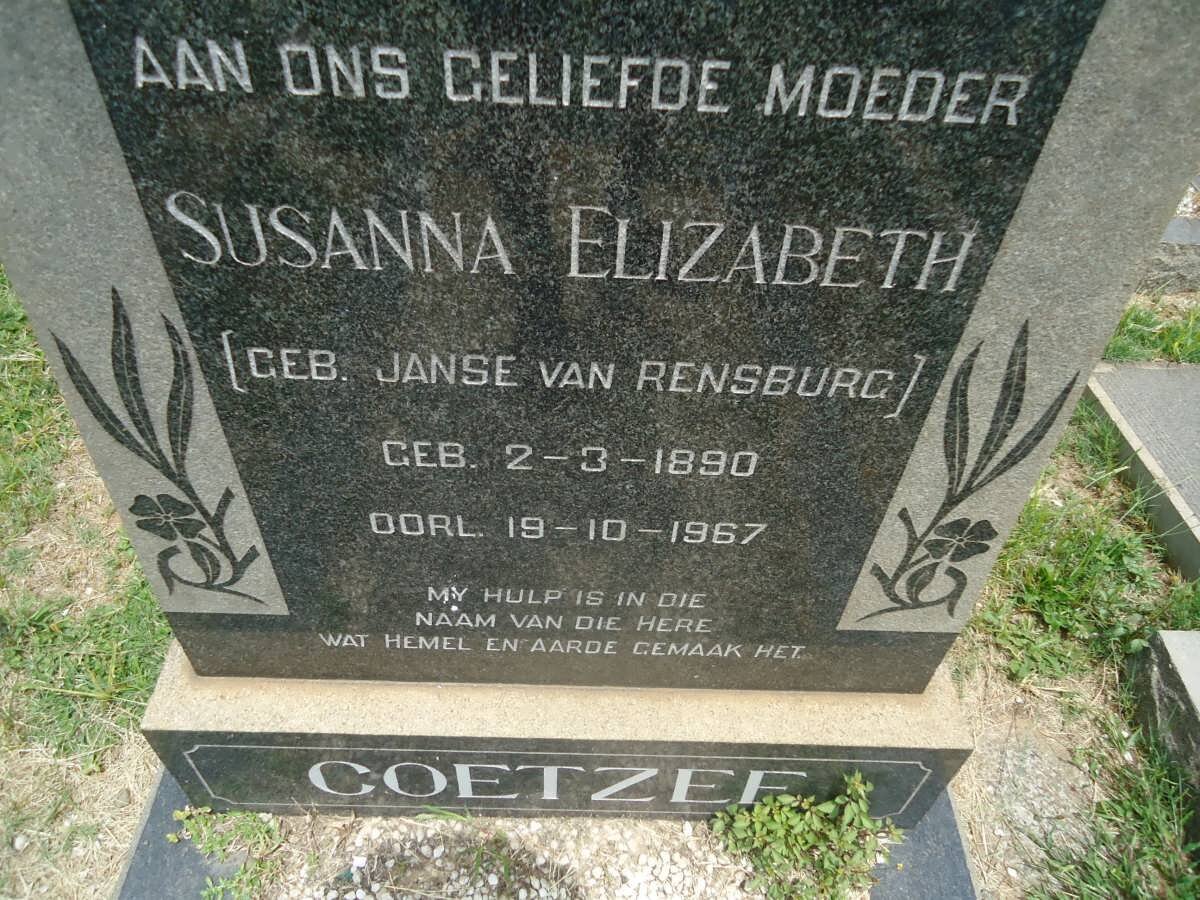 AAN ONS GELIEFDE MOEDER
SUSANNA ELIZABETH
[GEB. JANSE VAN RENSBURG]
GEB. 2-3-1890
OORL. 19-10-1967
MY HULP IS IN DIE
NAAM VAN DIE HERE
WAT HEMEL EN AARDE GEMAAK HET.
COETZEE